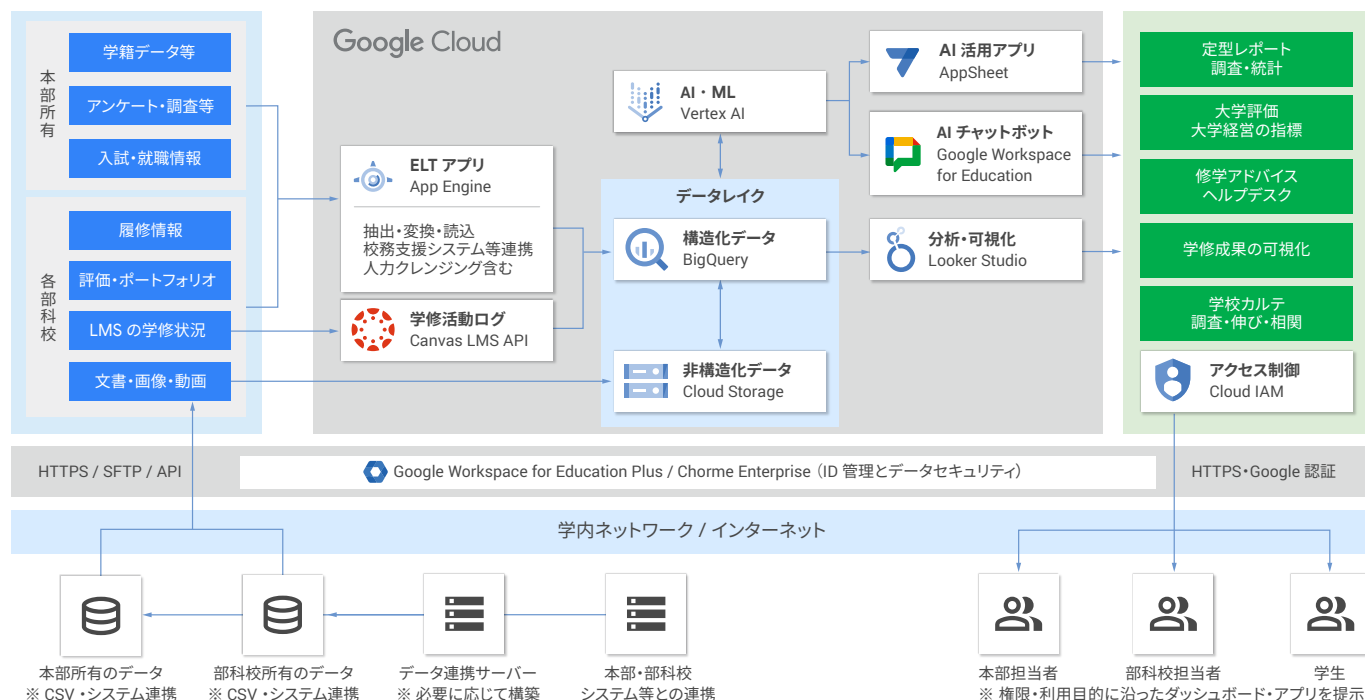 本部所有
学籍データ等
アンケート・調査等
入試・就職情報
各部科校
履修情報
評価・ポートフォリオ
LMS の学修状況
文書・画像・動画
Google Cloud
ELT アプリ
App Engine
抽出・変換・読込
校務支援システム等連携
人力クレンジング含む
学修活動ログ
Canvas LMS API
AI・ML
Vertex AI
データレイク
構造化データ
BigQuery
非構造化データ
Cloud Storage
AI 活用アプリ
AppSheet
AI チャットボット
Google Workspace
for Education
分析・可視化
Looker Studio
定型レポート
調査・統計
大学評価
大学経営の指標
修学アドバイス
ヘルプデスク
学修成果の可視化
学校カルテ
調査・伸び・相関
アクセス制御
Cloud IAM
HTTPS / SFTP / API
Google Workspace for Education Plus / Chorme Enterprise（ID 管理とデータセキュリティ）
HTTPS・Google 認証
学内ネットワーク / インターネット
本部所有のデータ
※ CSV ・システム連携
部科校所有のデータ
※ CSV ・システム連携
データ連携サーバー
※ 必要に応じて構築
本部・部科校
システム等との連携
本部担当者
部科校担当者
学生
※ 権限・利用目的に沿ったダッシュボード・アプリを提示